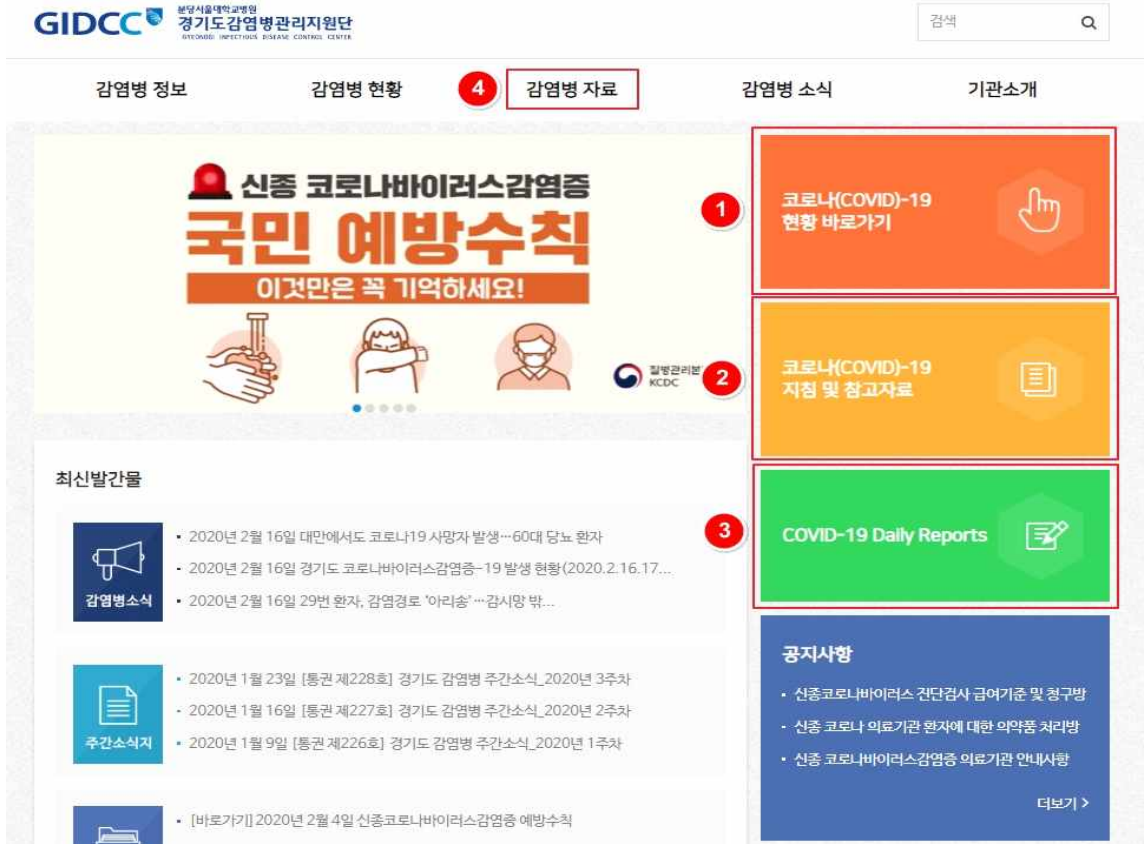 GIDCC
분당서울대학교병원
경기도감염병관리지원단
GYEONGGI INFECTIOUS DISEASE CONTROL CENTER
검색
감염병 정보
감염병 현황
4
감염병 자료
감염병 소식
기관소개
신종 코로나바이러스감염증
국민 예방수칙
이것만은 꼭 기억하세요!
질병관리본
KCDC
1
코로나(COVID)-19
현황 바로가기
2
코로나(COVID)-19
지침 및 참고자료
3
COVID-19 Daily Reports
최신발간물
감염병소식
• 2020년 2월 16일 대만에서도 코로나19 사망자 발생…60대 당뇨 환자
• 2020년 2월 16일 경기도 코로나바이러스감염증-19 발생 현황(2020.2.16.17...
• 2020년 2월 16일 29번 환자, 감염경로 '아리송'…감시망 밖...
주간소식지
• 2020년 1월 23일 [통권 제228호] 경기도 감염병 주간소식_2020년 3주차
• 2020년 1월 16일 [통권 제227호] 경기도 감염병 주간소식_2020년 2주차
• 2020년 1월 9일 [통권 제226호] 경기도 감염병 주간소식_2020년 1주차
• [바로가기] 2020년 2월 4일 신종코로나바이러스감염증 예방수칙
공지사항
• 신종코로나바이러스 진단검사 급여기준 및 청구방
• 신종 코로나 의료기관 환자에 대한 의약품 처리방
• 신종 코로나바이러스감염증 의료기관 안내사항
더보기 >